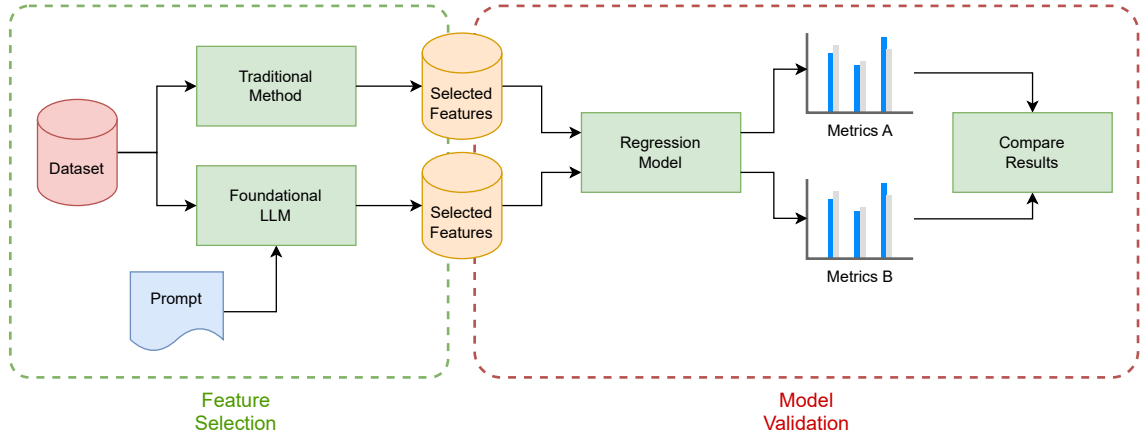 Dataset
Traditional
Method
Foundational
LLM
Prompt
Selected
Features
Selected
Features
Feature
Selection
Regression
Model
Metrics A
Metrics B
Compare
Results
Model
Validation